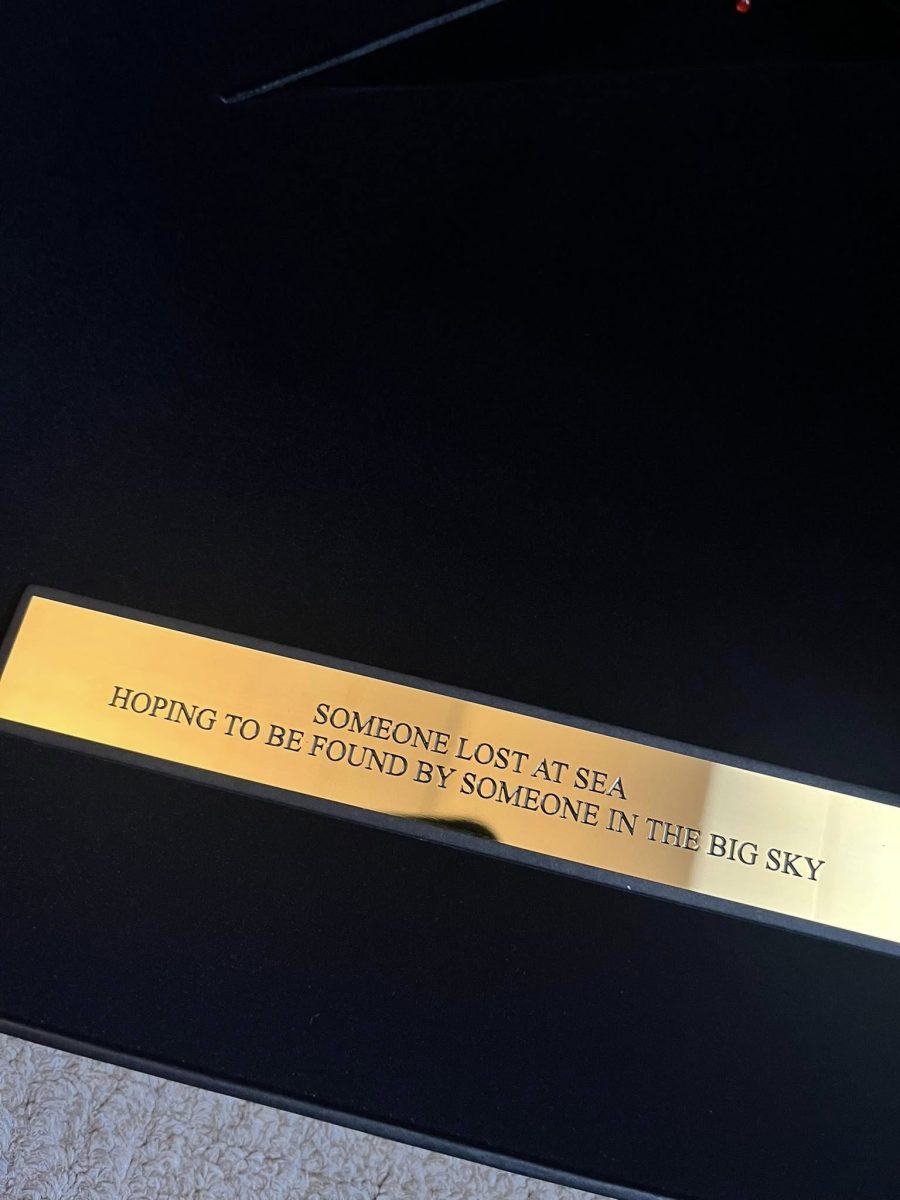 SOMEONE LOST AT SEA
HOPING TO BE FOUND BY SOMEONE IN THE BIG SKY